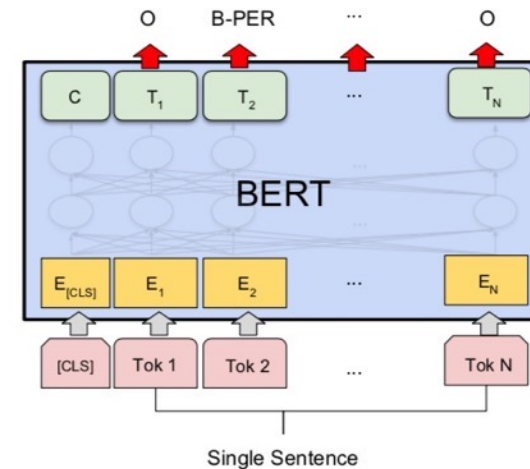 O B-PER ... O
C T1 T2 ... TN
...
BERT
...
E[CLS] E1 E2 ... EN
[CLS] Tok 1 Tok 2 ... Tok N
Single Sentence